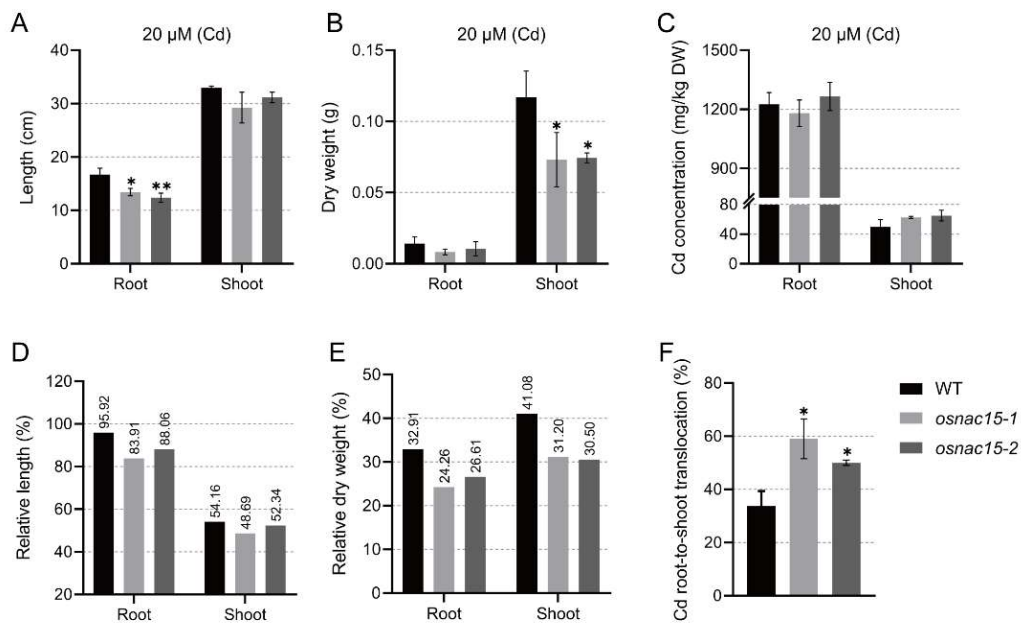 A
20 μM (Cd)
Length (cm)
40
30
20
10
0
*
**
Root
Shoot
B
20 μM (Cd)
Dry weight (g)
0.15
0.10
0.05
0.00
*
*
Root
Shoot
C
20 μM (Cd)
Cd concentration (mg/kg DW)
1500
1200
900
80
40
0
Root
Shoot
D
Relative length (%)
120
100
80
60
40
20
95.92
83.91
88.06
54.16
48.69
52.34
Root
Shoot
E
Relative dry weight (%)
50
40
30
20
10
0
32.91
24.26
26.61
41.08
31.20
30.50
Root
Shoot
F
Cd root-to-shoot translocation (%)
80
60
40
20
0
*
*
WT
osnac15-1
osnac15-2